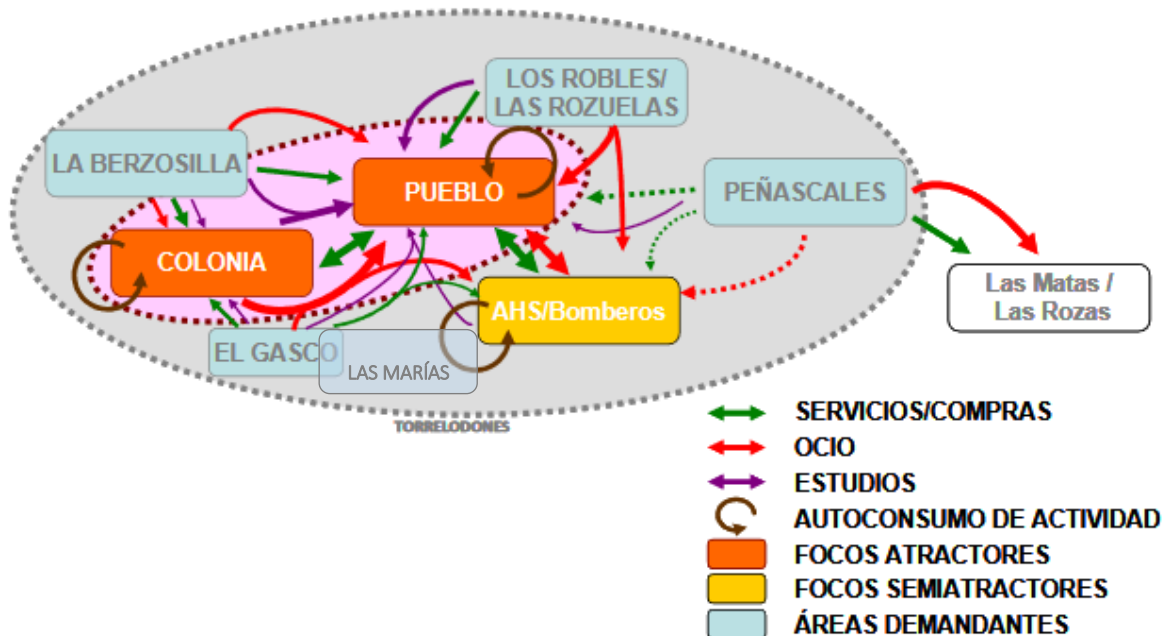 LOS ROBLES/
LAS ROZUELAS
LA BERZOSILLA
PUEBLO
PEÑASCALES
COLONIA
Las Matas /
Las Rozas
AHS/Bomberos
EL GASCO
LAS MARÍAS
TORRELODONES
SERVICIOS/COMPRAS
OCIO
ESTUDIOS
AUTOCONSUMO DE ACTIVIDAD
FOCOS ATRACTORES
FOCOS SEMIATRACTORES
ÁREAS DEMANDANTES